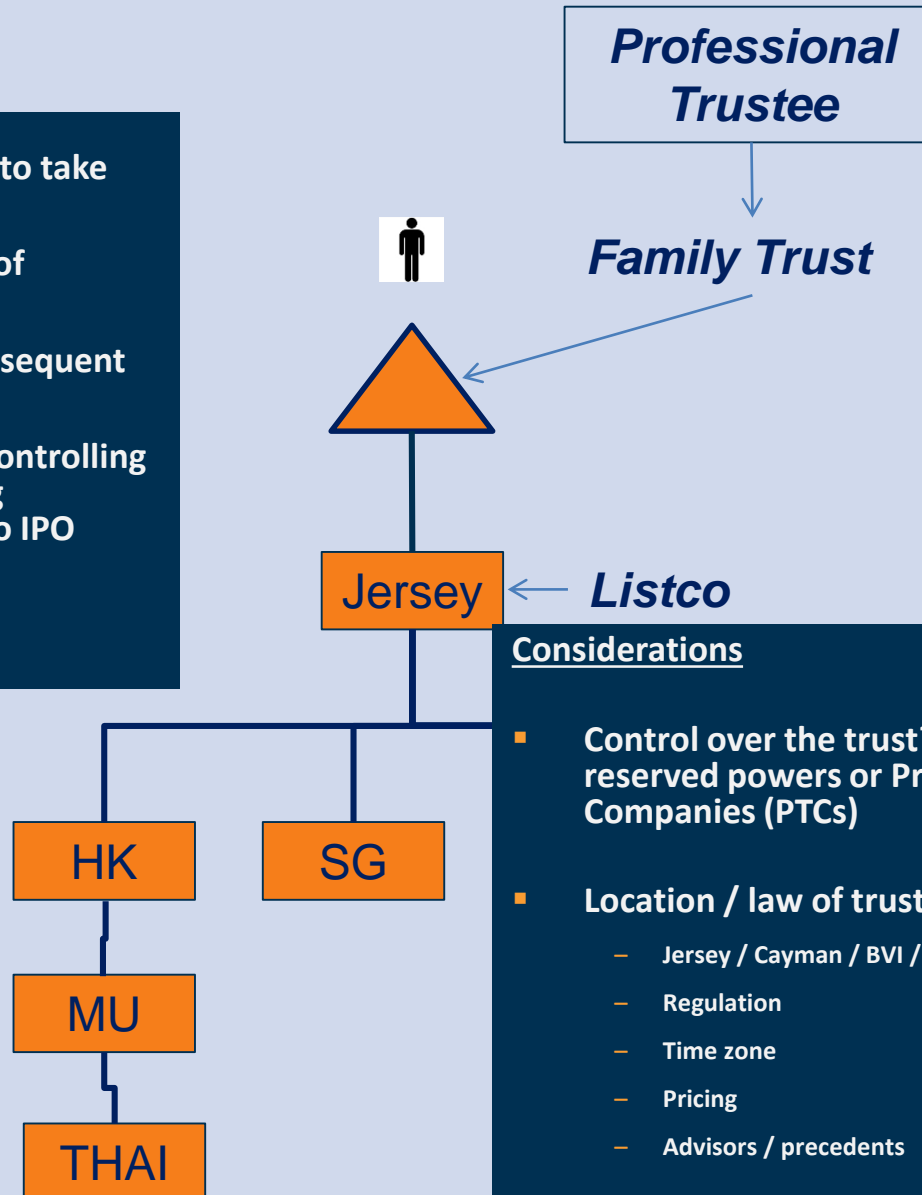 Professional
Trustee
to take
of
sequent
ontrolling
o IPO
Family Trust
Jersey
Listco
Considerations
▪ Control over the trust
reserved powers or Pr
Companies (PTCs)
▪ Location / law of trust
– Jersey / Cayman / BVI /
– Regulation
– Time zone
– Pricing
– Advisors / precedents
HK
SG
MU
THAI